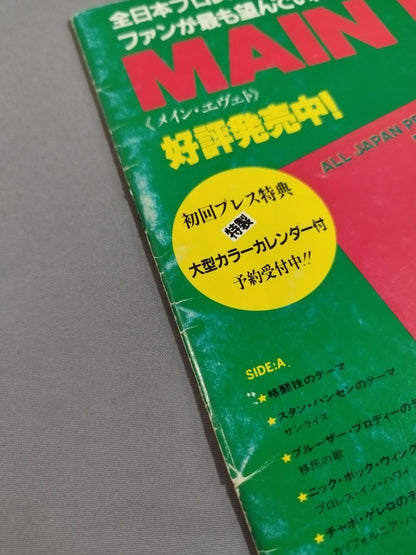 全日本プロレス
ファンが最も望んでい
MAIN
《メイン・エヴェト》
好評発売中!
ALL JAPAN PR
初回プレス特典
特製
大型カラーカレンダー付
予約受付中!!
SIDE:A
★格闘技のテーマ
★スタン・ハンセンのテーマ
サンライズ
★ブルーザー・ブロディーのテ
移民の歌
★ニック・ボック・ウィンク
プロレス・イン・ハワイ
★チャボ・ゲレロのテ
カリフォルニア・ハ